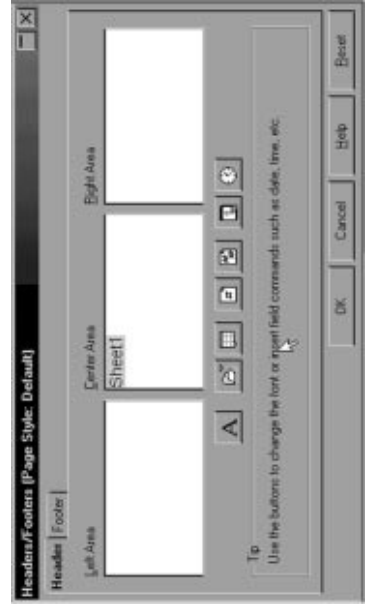 Headers/Footers (Page Style: Default)
Header Footer
Left Area Center Area Right Area
Sheet1
A
Tip
Use the buttons to change the font or insert field commands such as date, time, etc.
OK Cancel Help Reset